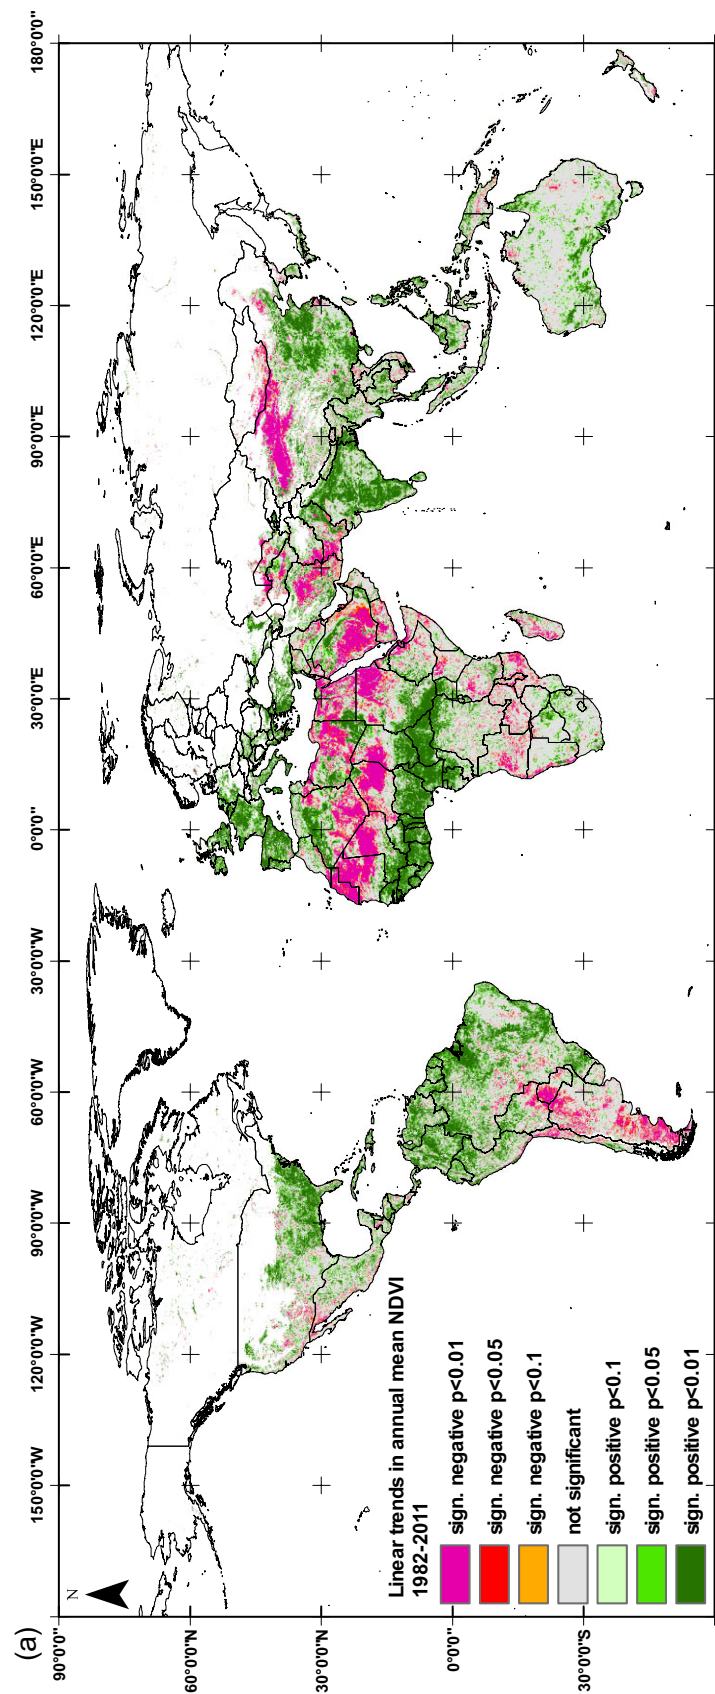 (a)
N
90°0'0"
60°0'0"N
30°0'0"N
0°0'0"
30°0'0"S
150°0'0"W
120°0'0"W
90°0'0"W
60°0'0"W
30°0'0"W
0°0'0"
30°0'0"E
60°0'0"E
90°0'0"E
120°0'0"E
150°0'0"E
180°0'0"
Linear trends in annual mean NDVI
1982-2011
sign. negative p<0.01
sign. negative p<0.05
sign. negative p<0.1
not significant
sign. positive p<0.1
sign. positive p<0.05
sign. positive p<0.01